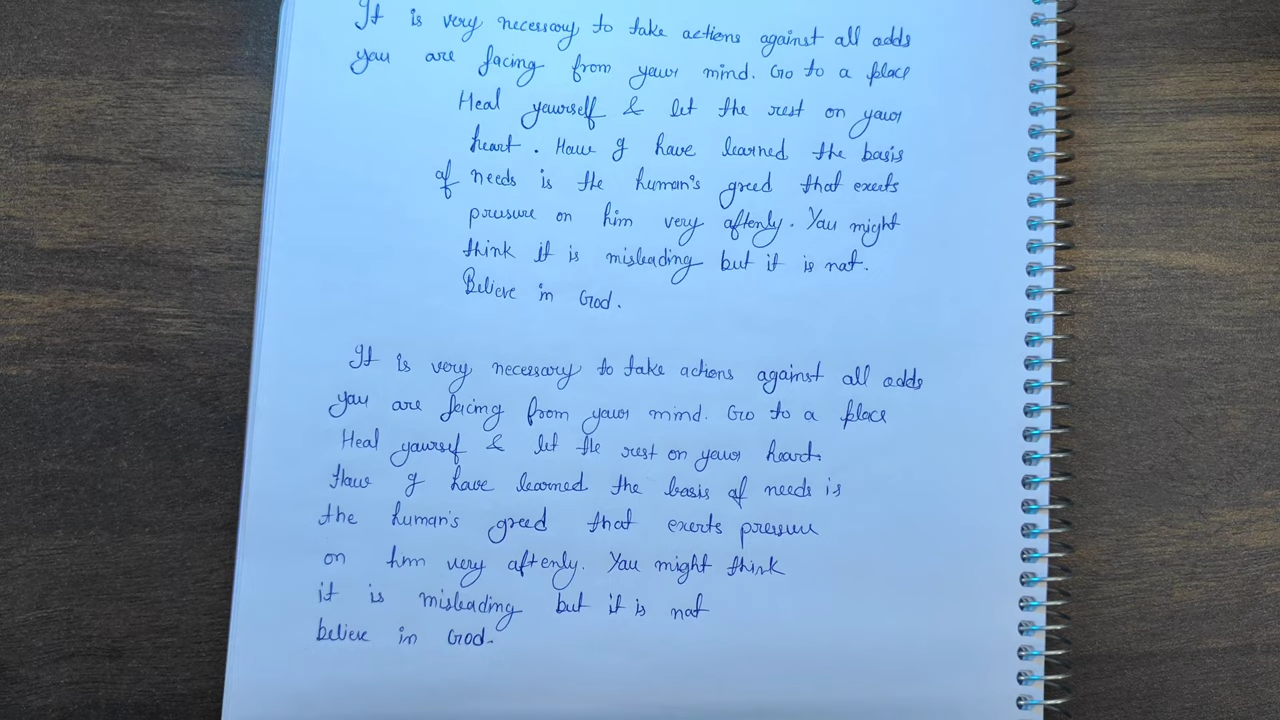 It is very necessary to take actions against all odds
you are facing from your mind. Go to a place
Heal yourself & let the rest on your
heart. How I have learned the basis
of needs is the human's greed that exerts
pressure on him very oftenly. You might
think it is misleading but it is not.
Believe in God.
It is very necessary to take actions against all odds
you are facing from your mind. Go to a place
Heal yourself & let the rest on your heart.
How I have learned the basis of needs is
the human's greed that exerts pressure
on him very oftenly. You might think
it is misleading but it is not
believe in God.